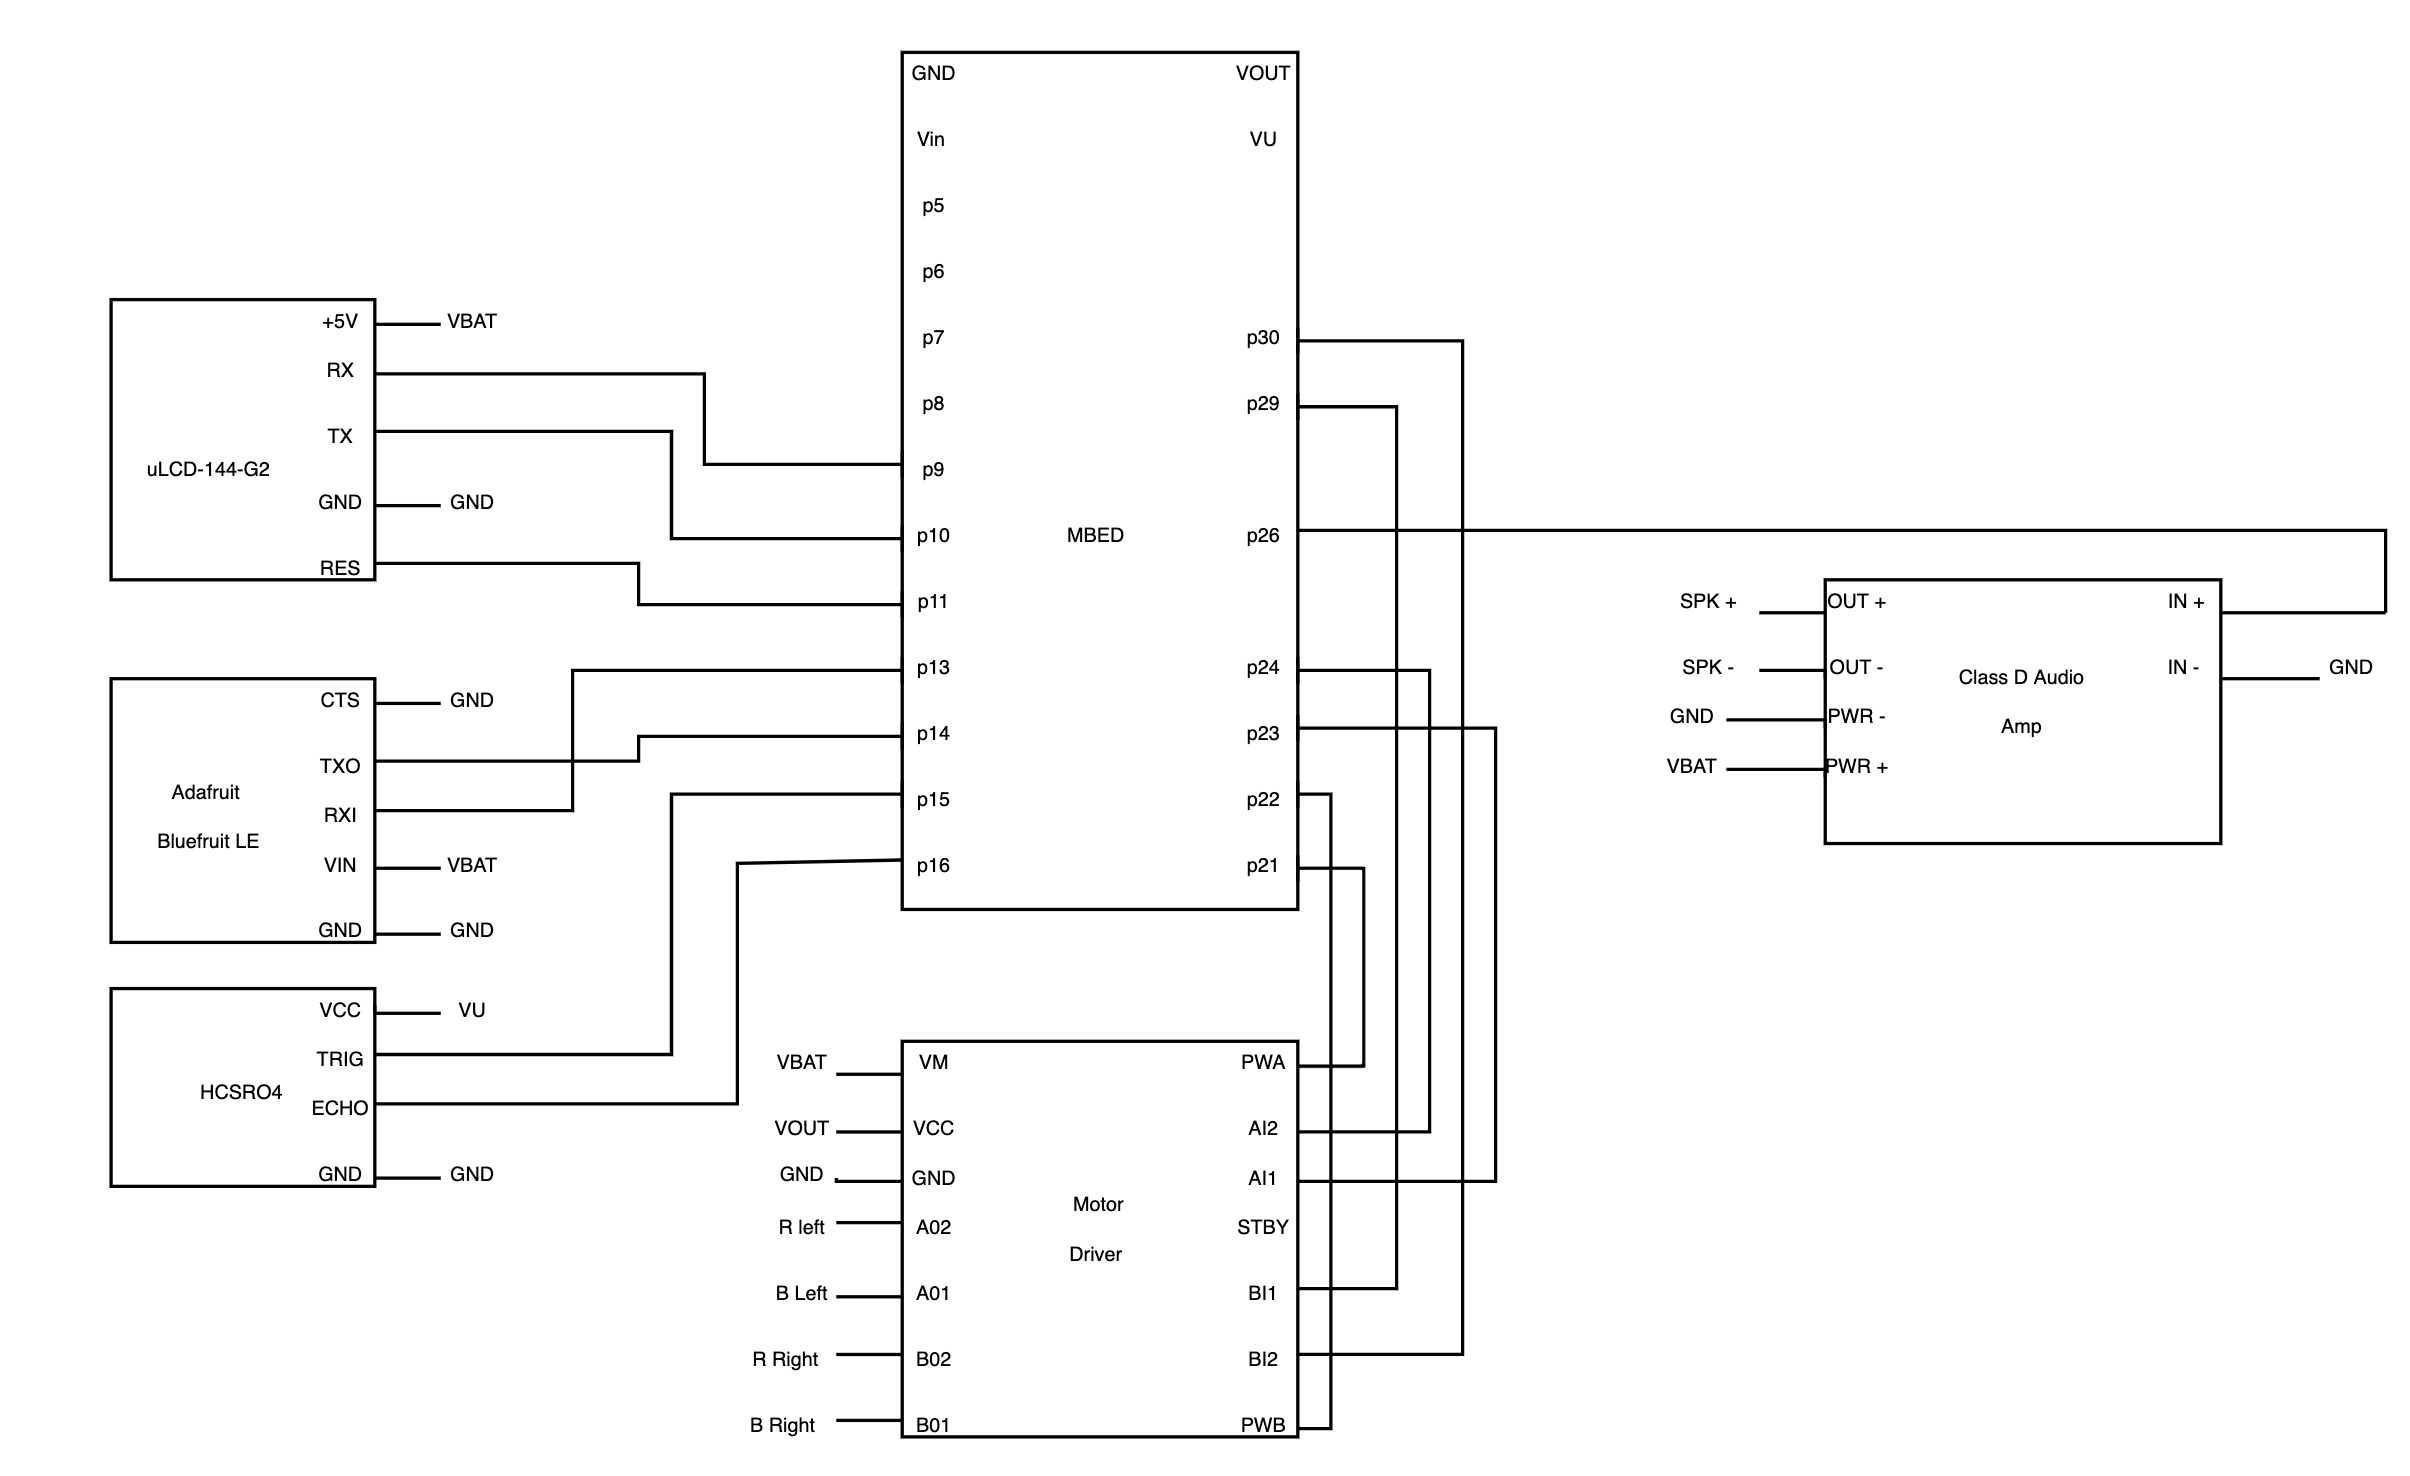 GND
VOUT
Vin
VU
p5
p6
p7
p8
p9
p10
p11
p13
p14
p15
p16
MBED
p30
p29
p26
p24
p23
p22
p21
+5V
VBAT
RX
TX
uLCD-144-G2
GND
GND
RES
CTS
GND
TXO
Adafruit
RXI
Bluefruit LE
VIN
VBAT
GND
GND
VCC
VU
TRIG
HCSRO4
ECHO
GND
GND
VBAT
VM
VOUT
VCC
GND
GND
R left
A02
B Left
A01
R Right
B02
B Right
B01
Motor
Driver
PWA
AI2
AI1
STBY
BI1
BI2
PWB
SPK +
OUT +
SPK -
OUT -
GND
PWR -
VBAT
PWR +
Class D Audio
Amp
IN +
IN -
GND